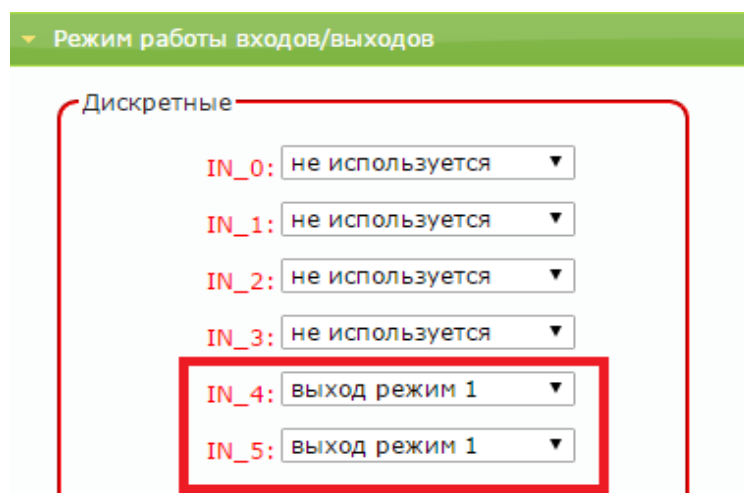 Режим работы входов/выходов
Дискретные
IN_0: не используется
IN_1: не используется
IN_2: не используется
IN_3: не используется
IN_4: выход режим 1
IN_5: выход режим 1